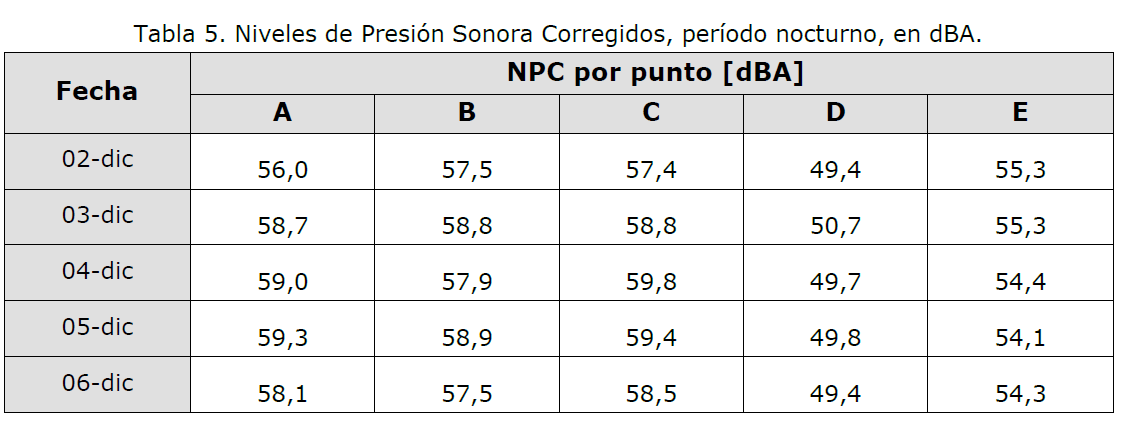 Tabla 5. Niveles de Presión Sonora Corregidos, período nocturno, en dBA.
Fecha NPC por punto [dBA]
A B C D E
02-dic 56,0 57,5 57,4 49,4 55,3
03-dic 58,7 58,8 58,8 50,7 55,3
04-dic 59,0 57,9 59,8 49,7 54,4
05-dic 59,3 58,9 59,4 49,8 54,1
06-dic 58,1 57,5 58,5 49,4 54,3